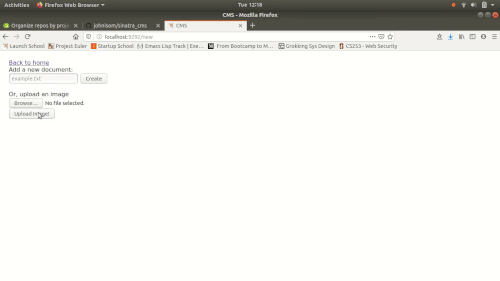 Activities Firefox Web Browser Tue 12:18
CMS - Mozilla Firefox
Organize repos by proje johnisom/sinatra_cms CMS
localhost:9292/new
Launch School Project Euler Startup School Emacs Lisp Track | Exe... From Bootcamp to M... Grokking Sys Design CS253 - Web Security
Back to home
Add a new document:
example.txt Create
Or, upload an image
Browse... No file selected.
Upload Image!